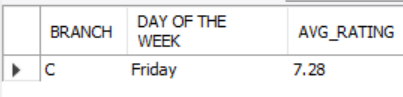 BRANCH DAY OF THE WEEK AVG_RATING
C Friday 7.28